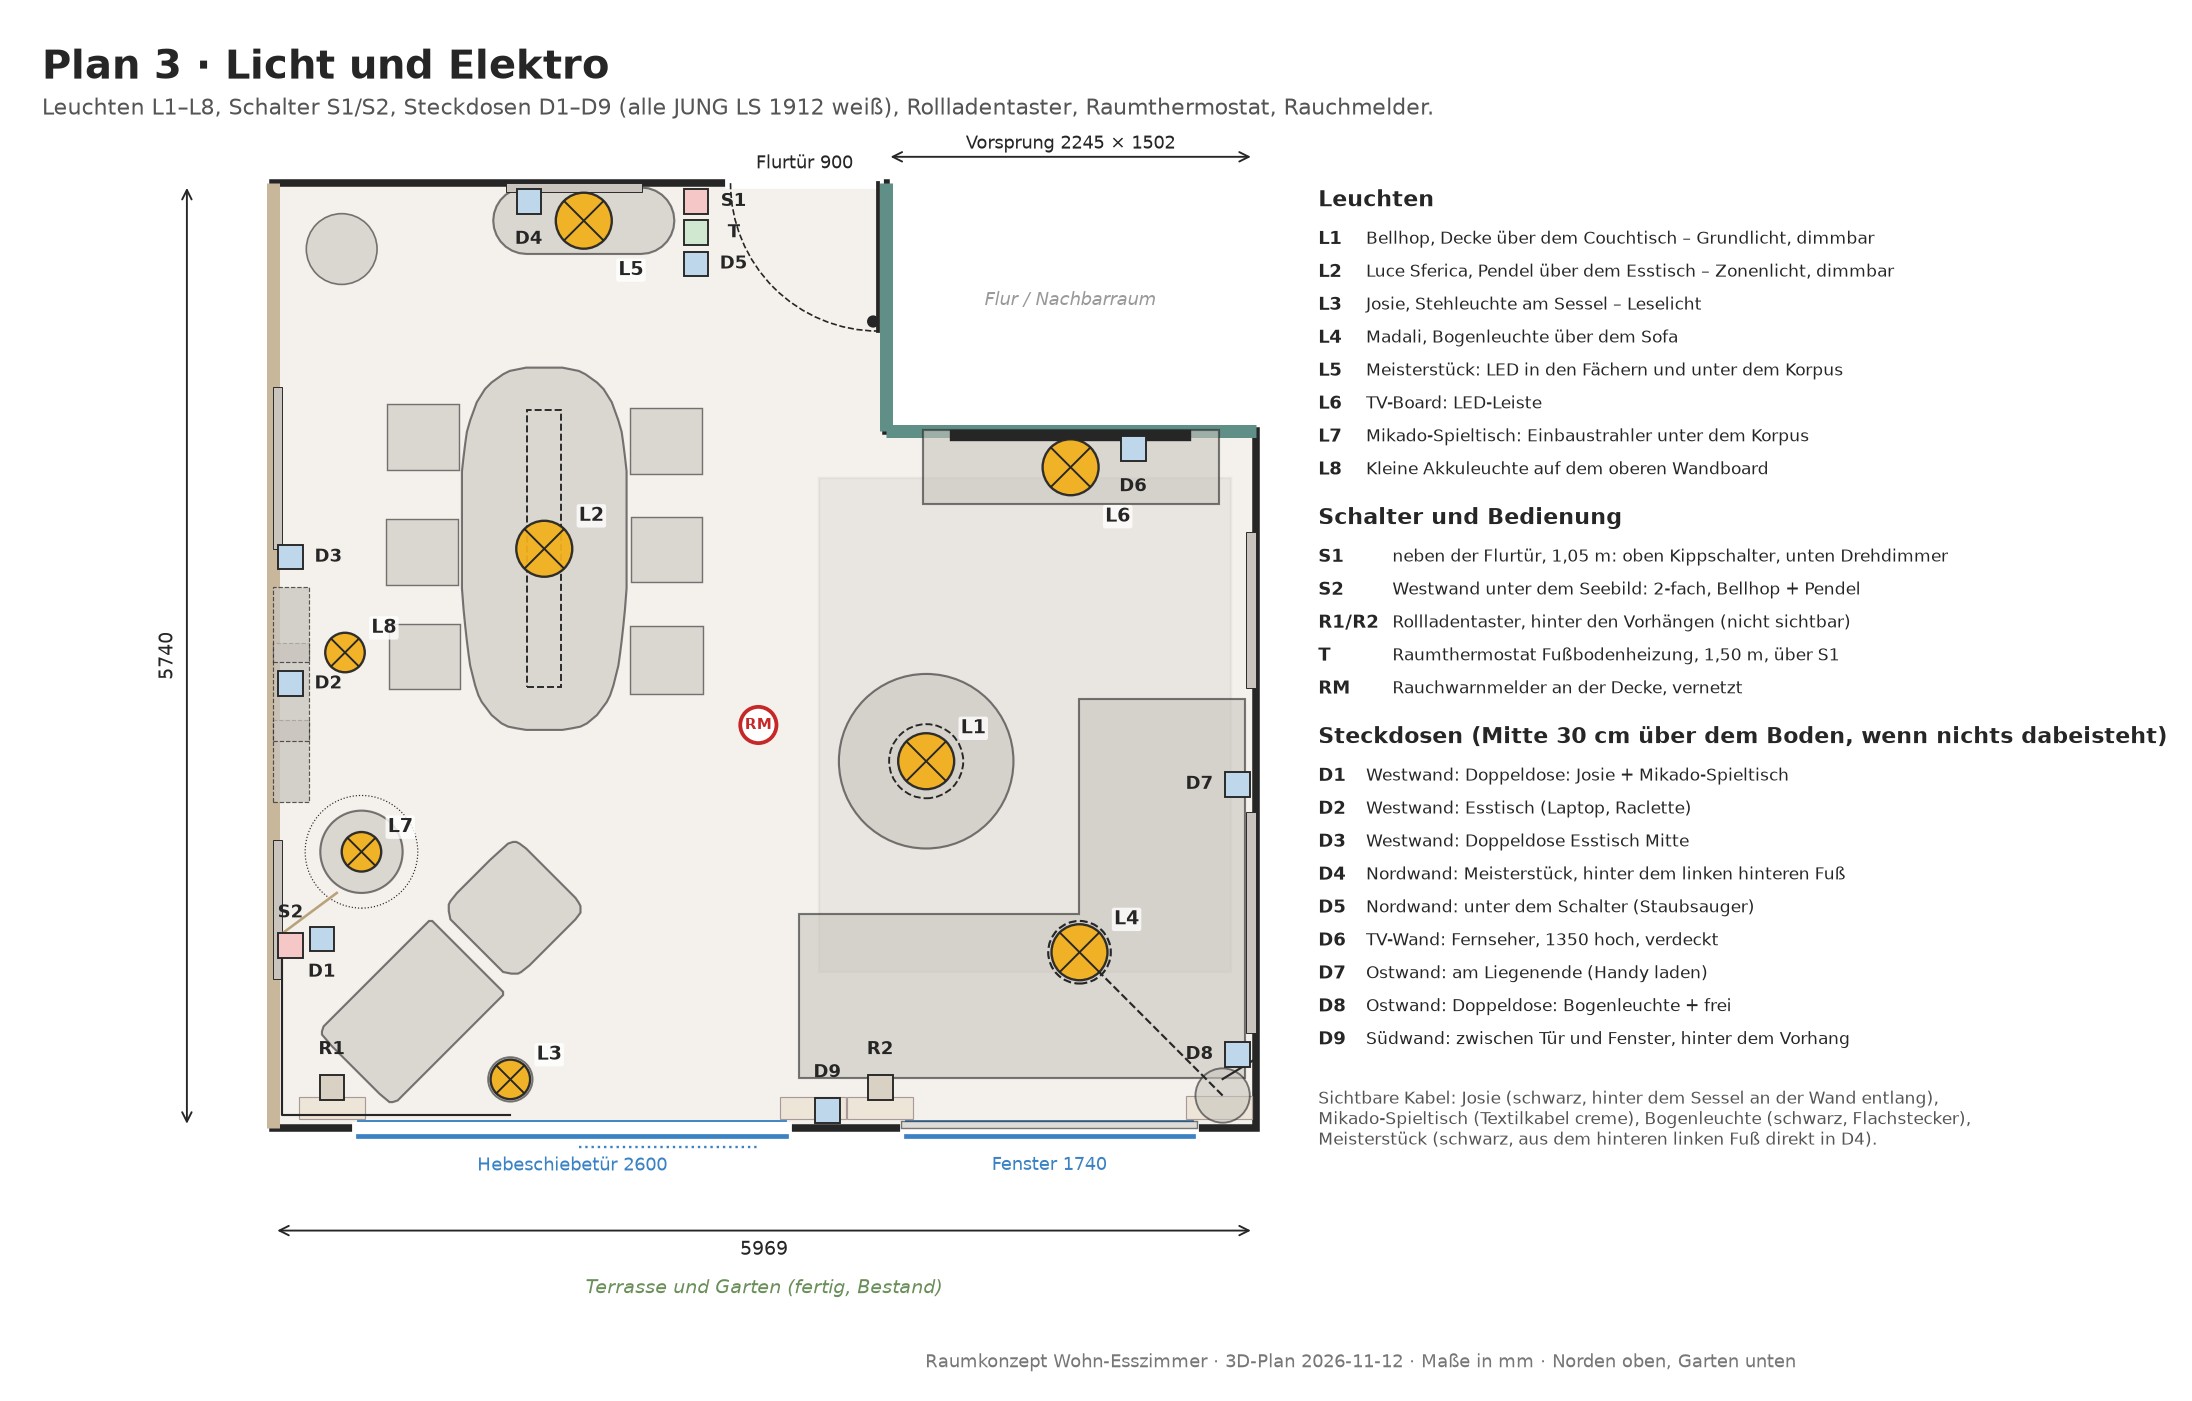 Plan 3 · Licht und Elektro
Leuchten L1–L8, Schalter S1/S2, Steckdosen D1–D9 (alle JUNG LS 1912 weiß), Rollladentaster, Raumthermostat, Rauchmelder.
Vorsprung 2245 × 1502
Flurtür 900
S1
D4
T
L5
D5
Flur / Nachbarraum
D6
L6
L2
D3
L8
5740
D2
RM
L1
D7
L7
S2
L4
D1
R1
L3
R2
D8
D9
Hebeschiebetür 2600
Fenster 1740
5969
Terrasse und Garten (fertig, Bestand)
Leuchten
L1 Bellhop, Decke über dem Couchtisch – Grundlicht, dimmbar
L2 Luce Sferica, Pendel über dem Esstisch – Zonenlicht, dimmbar
L3 Josie, Stehleuchte am Sessel – Leselicht
L4 Madali, Bogenleuchte über dem Sofa
L5 Meisterstück: LED in den Fächern und unter dem Korpus
L6 TV-Board: LED-Leiste
L7 Mikado-Spieltisch: Einbaustrahler unter dem Korpus
L8 Kleine Akkuleuchte auf dem oberen Wandboard
Schalter und Bedienung
S1 neben der Flurtür, 1,05 m: oben Kippschalter, unten Drehdimmer
S2 Westwand unter dem Seebild: 2-fach, Bellhop + Pendel
R1/R2 Rollladentaster, hinter den Vorhängen (nicht sichtbar)
T Raumthermostat Fußbodenheizung, 1,50 m, über S1
RM Rauchwarnmelder an der Decke, vernetzt
Steckdosen (Mitte 30 cm über dem Boden, wenn nichts dabeisteht)
D1 Westwand: Doppeldose: Josie + Mikado-Spieltisch
D2 Westwand: Esstisch (Laptop, Raclette)
D3 Westwand: Doppeldose Esstisch Mitte
D4 Nordwand: Meisterstück, hinter dem linken hinteren Fuß
D5 Nordwand: unter dem Schalter (Staubsauger)
D6 TV-Wand: Fernseher, 1350 hoch, verdeckt
D7 Ostwand: am Liegenende (Handy laden)
D8 Ostwand: Doppeldose: Bogenleuchte + frei
D9 Südwand: zwischen Tür und Fenster, hinter dem Vorhang
Sichtbare Kabel: Josie (schwarz, hinter dem Sessel an der Wand entlang),
Mikado-Spieltisch (Textilkabel creme), Bogenleuchte (schwarz, Flachstecker),
Meisterstück (schwarz, aus dem hinteren linken Fuß direkt in D4).
Raumkonzept Wohn-Esszimmer · 3D-Plan 2026-11-12 · Maße in mm · Norden oben, Garten unten